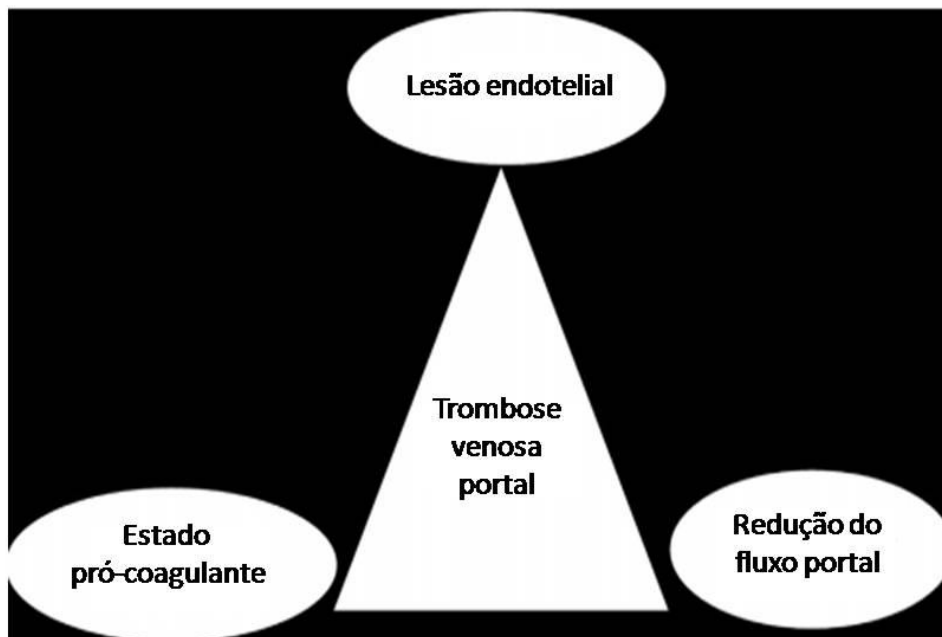 Lesão endotelial
Trombose
venosa
portal
Estado
pró-coagulante
Redução do
fluxo portal